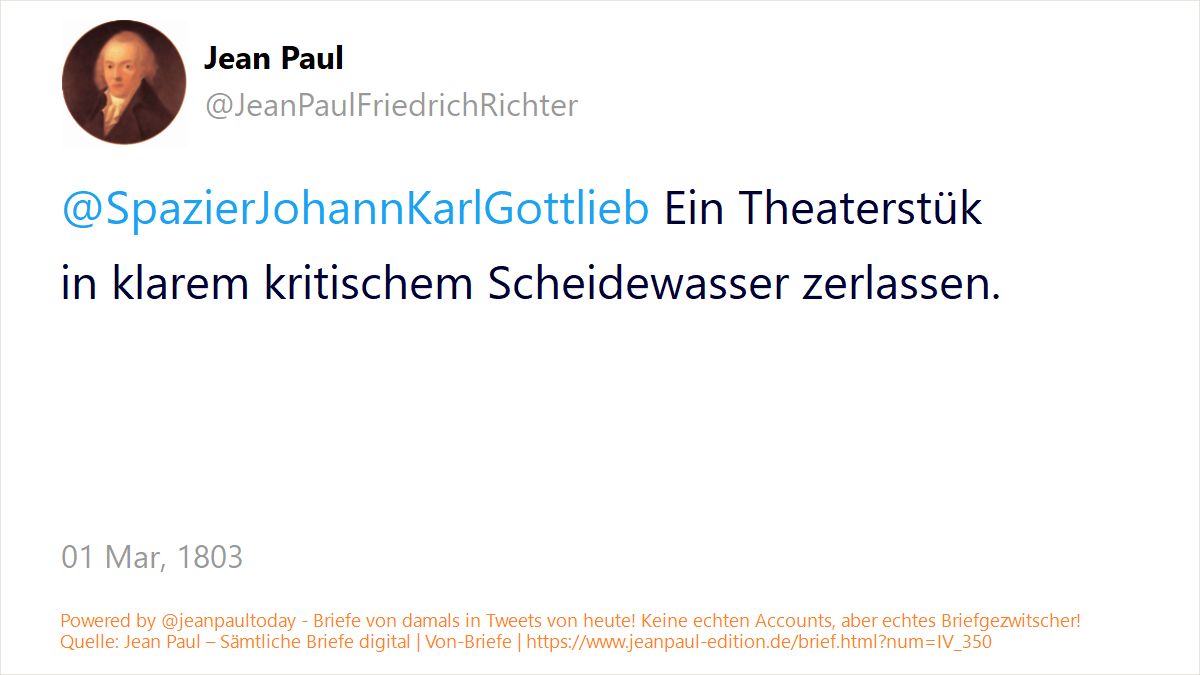 Jean Paul
@JeanPaulFriedrichRichter
@SpazierJohannKarlGottlieb Ein Theaterstük
in klarem kritischem Scheidewasser zerlassen.
01 Mar, 1803
Powered by @jeanpaultoday - Briefe von damals in Tweets von heute! Keine echten Accounts, aber echtes Briefgezwitscher!
Quelle: Jean Paul – Sämtliche Briefe digital | Von-Briefe | https://www.jeanpaul-edition.de/brief.html?num=IV_350